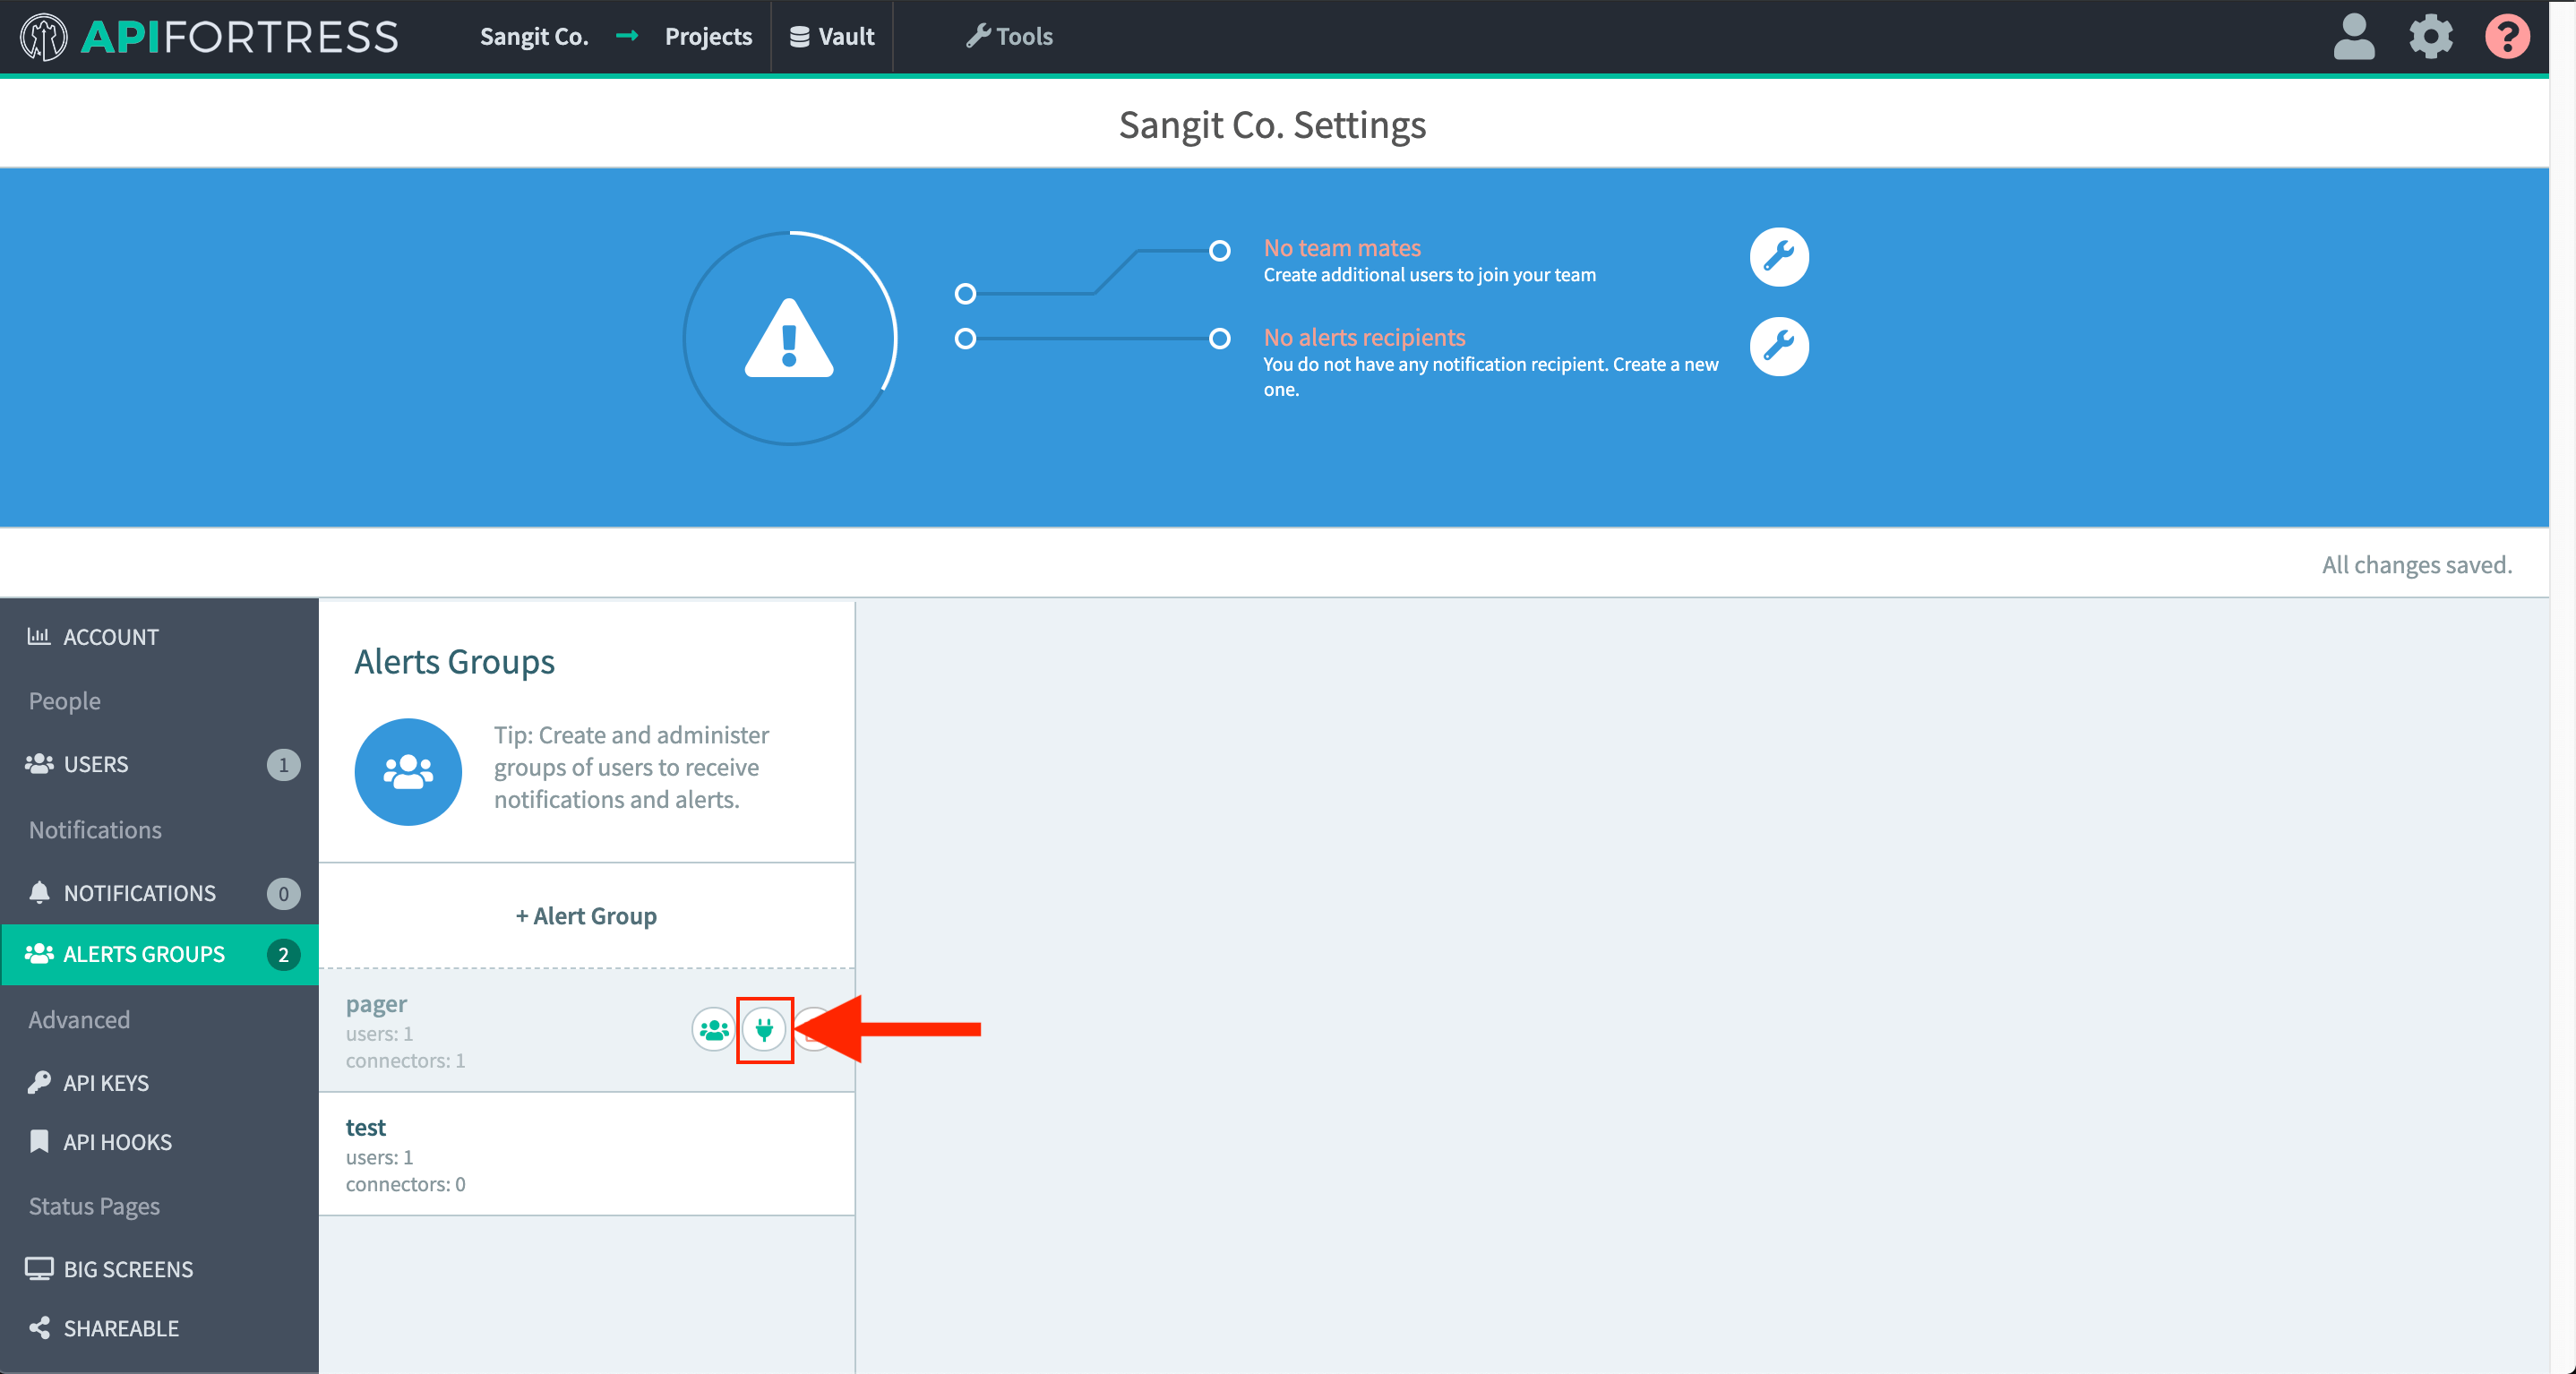 APIFORTRESS
Sangit Co. → Projects
Vault
Tools
?
Sangit Co. Settings
No team mates
Create additional users to join your team
No alerts recipients
You do not have any notification recipient. Create a new
one.
All changes saved.
ACCOUNT
People
USERS 1
Notifications
NOTIFICATIONS 0
ALERTS GROUPS 2
Advanced
API KEYS
API HOOKS
Status Pages
BIG SCREENS
SHAREABLE
Alerts Groups
Tip: Create and administer
groups of users to receive
notifications and alerts.
+ Alert Group
pager
users: 1
connectors: 1
test
users: 1
connectors: 0